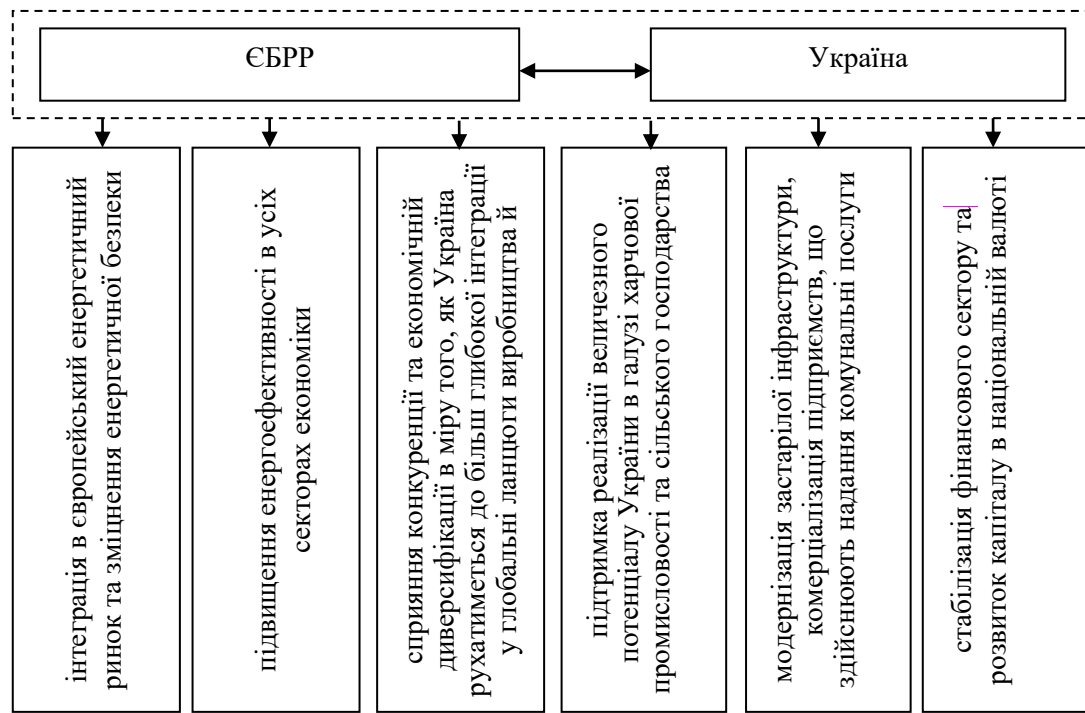 ЄБРР
Україна
інтеграція в європейський енергетичний
ринок та зміцнення енергетичної безпеки
підвищення енергоефективності в усіх
секторах економіки
сприяння конкуренції та економічній
диверсифікації в міру того, як Україна
рухатиметься до більш глибокої інтеграції
у глобальні ланцюги виробництва й
підтримка реалізації величезного
потенціалу України в галузі харчової
промисловості та сільського господарства
модернізація застарілої інфраструктури,
комерціалізація підприємств, що
здійснюють надання комунальні послуги
стабілізація фінансового сектору та
розвиток капіталу в національній валюті